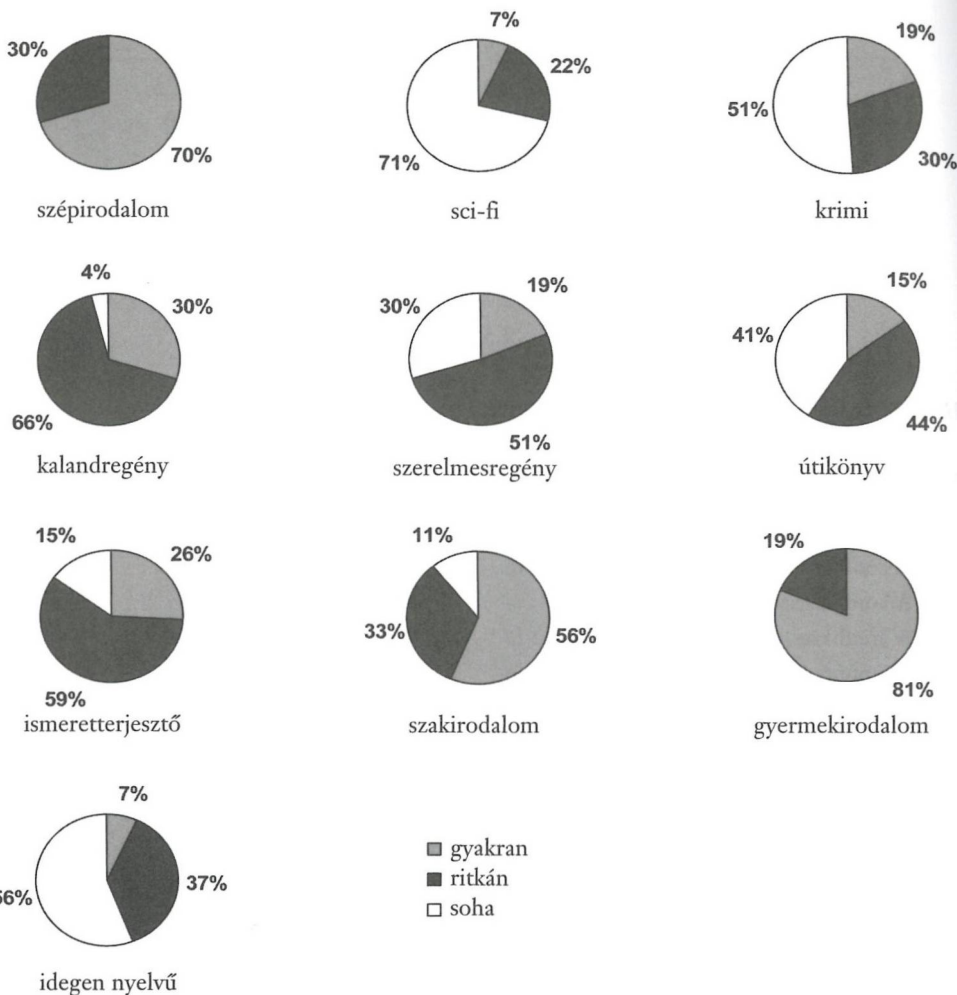 7%
19%
30%
22%
51%
71%
70%
30%
szépirodalom
sci-fi
krimi
4%
30%
30%
19%
15%
41%
66%
51%
44%
kalandregény
szerelmesregény
útikönyv
15%
26%
11%
19%
33%
56%
59%
81%
ismeretterjesztő
szakirodalom
gyermekirodalom
7%
gyakran
37%
ritkán
soha
idegen nyelvű